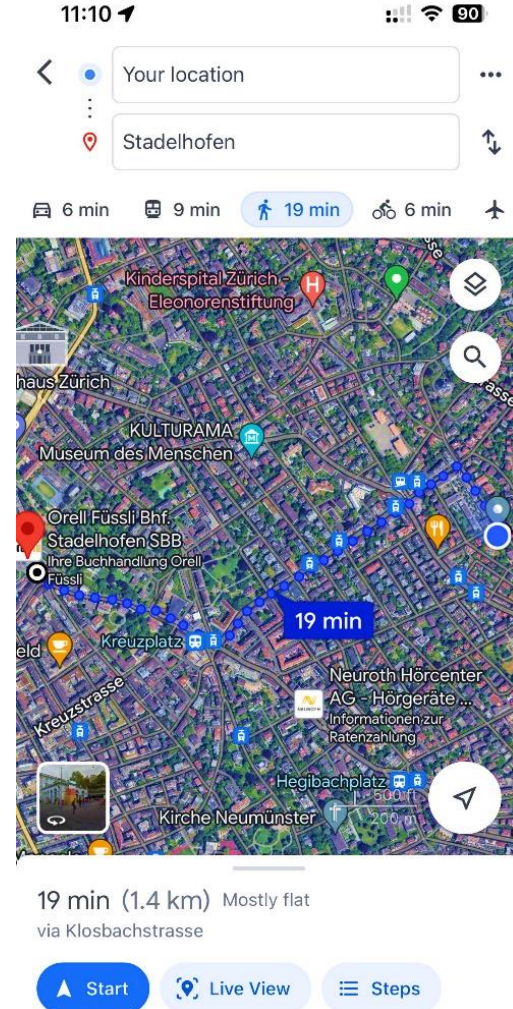 11:10
90
Your location
Stadelhofen
6 min
9 min
19 min
6 min
Kinderspital Zürich -
Eleonorenstiftung
H
haus Zürich
KULTURAMA
Museum des Menschen
Orell Füssli Bhf.
Stadelhofen SBB
Ihre Buchhandlung Orell
Füssli
19 min
Kreuzplatz
eld
Kreuzstrasse
Neuroth Hörcenter
AG - Hörgeräte ...
Informationen zur
Ratenzahlung
NEUROTH
Hegibachplatz
500 ft
200 m
Kirche Neumünster
19 min (1.4 km) Mostly flat
via Klosbachstrasse
Start
Live View
Steps